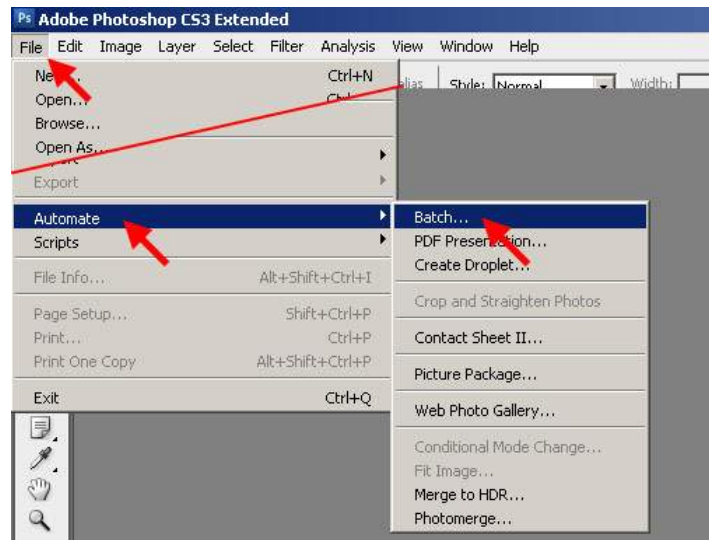 Ps Adobe Photoshop CS3 Extended
File Edit Image Layer Select Filter Analysis View Window Help
Ctrl+N
Open...
Browse...
Open As...
Export
Automate
Scripts
File Info... Alt+Shift+Ctrl+I
Page Setup... Shift+Ctrl+P
Print... Ctrl+P
Print One Copy Alt+Shift+Ctrl+P
Exit Ctrl+Q
Style: Normal Width:
Batch...
PDF
Create Droplet...
Crop and Straighten Photos
Contact Sheet II...
Picture Package...
Web Photo Gallery...
Conditional Mode Change...
Fit Image...
Merge to HDR...
Photomerge...